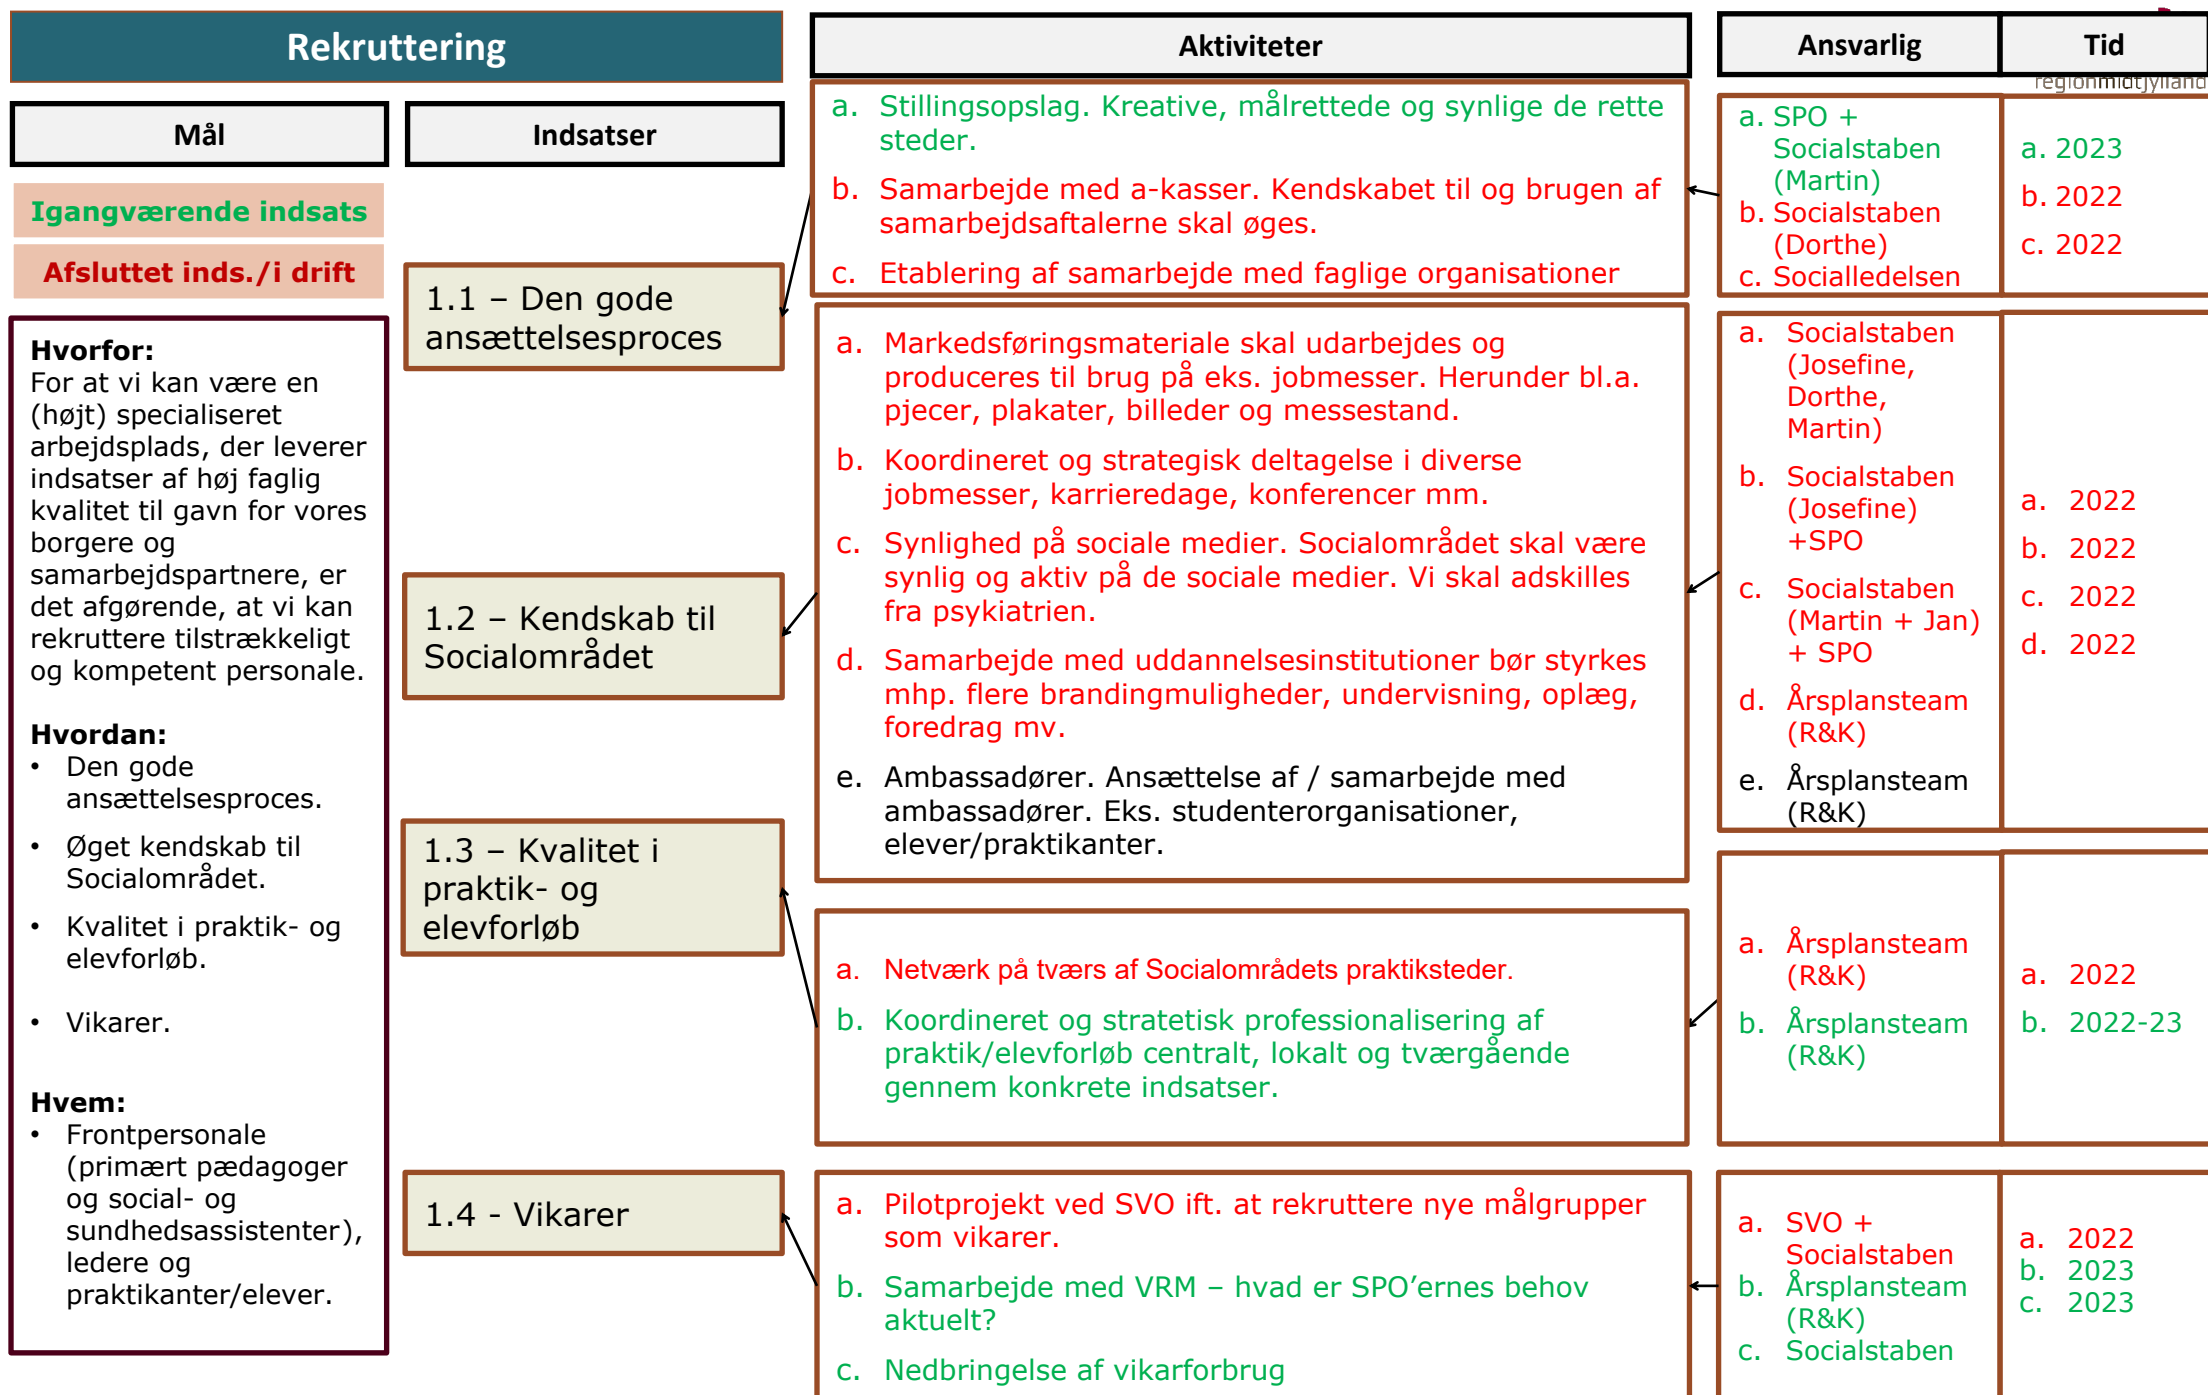 Rekruttering
Mål
Indsatser
Igangværende indsats
Afsluttet inds./i drift
Hvorfor:
For at vi kan være en
(højt) specialiseret
arbejdsplads, der leverer
indsatser af høj faglig
kvalitet til gavn for vores
borgere og
samarbejdspartnere, er
det afgørende, at vi kan
rekruttere tilstrækkeligt
og kompetent personale.
Hvordan:
• Den gode
ansættelsesproces.
• Øget kendskab til
Socialområdet.
• Kvalitet i praktik- og
elevforløb.
• Vikarer.
Hvem:
• Frontpersonale
(primært pædagoger
og social- og
sundhedsassistenter),
ledere og
praktikanter/elever.
1.1 – Den gode
ansættelsesproces
1.2 – Kendskab til
Socialområdet
1.3 – Kvalitet i
praktik- og
elevforløb
1.4 - Vikarer
Aktiviteter
a. Stillingsopslag. Kreative, målrettede og synlige de rette
steder.
b. Samarbejde med a-kasser. Kendskabet til og brugen af
samarbejdsaftalerne skal øges.
c. Etablering af samarbejde med faglige organisationer
a. Markedsføringsmateriale skal udarbejdes og
produceres til brug på eks. jobmesser. Herunder bl.a.
pjecer, plakater, billeder og messestand.
b. Koordineret og strategisk deltagelse i diverse
jobmesser, karrieredage, konferencer mm.
c. Synlighed på sociale medier. Socialområdet skal være
synlig og aktiv på de sociale medier. Vi skal adskilles
fra psykiatrien.
d. Samarbejde med uddannelsesinstitutioner bør styrkes
mhp. flere brandingmuligheder, undervisning, oplæg,
foredrag mv.
e. Ambassadører. Ansættelse af / samarbejde med
ambassadører. Eks. studenterorganisationer,
elever/praktikanter.
a. Netværk på tværs af Socialområdets praktiksteder.
b. Koordineret og stratetisk professionalisering af
praktik/elevforløb centralt, lokalt og tværgående
gennem konkrete indsatser.
a. Pilotprojekt ved SVO ift. at rekruttere nye målgrupper
som vikarer.
b. Samarbejde med VRM – hvad er SPO’ernes behov
aktuelt?
c. Nedbringelse af vikarforbrug
Ansvarlig
a. SPO +
Socialstaben
(Martin)
b. Socialstaben
(Dorthe)
c. Socialledelsen
a. Socialstaben
(Josefine,
Dorthe,
Martin)
b. Socialstaben
(Josefine)
+SPO
c. Socialstaben
(Martin + Jan)
+ SPO
d. Årsplansteam
(R&K)
e. Årsplansteam
(R&K)
a. Årsplansteam
(R&K)
b. Årsplansteam
(R&K)
a. SVO +
Socialstaben
b. Årsplansteam
(R&K)
c. Socialstaben
Tid
regionmidtjylland
a. 2023
b. 2022
c. 2022
a. 2022
b. 2022
c. 2022
d. 2022
a. 2022
b. 2022-23
a. 2022
b. 2023
c. 2023